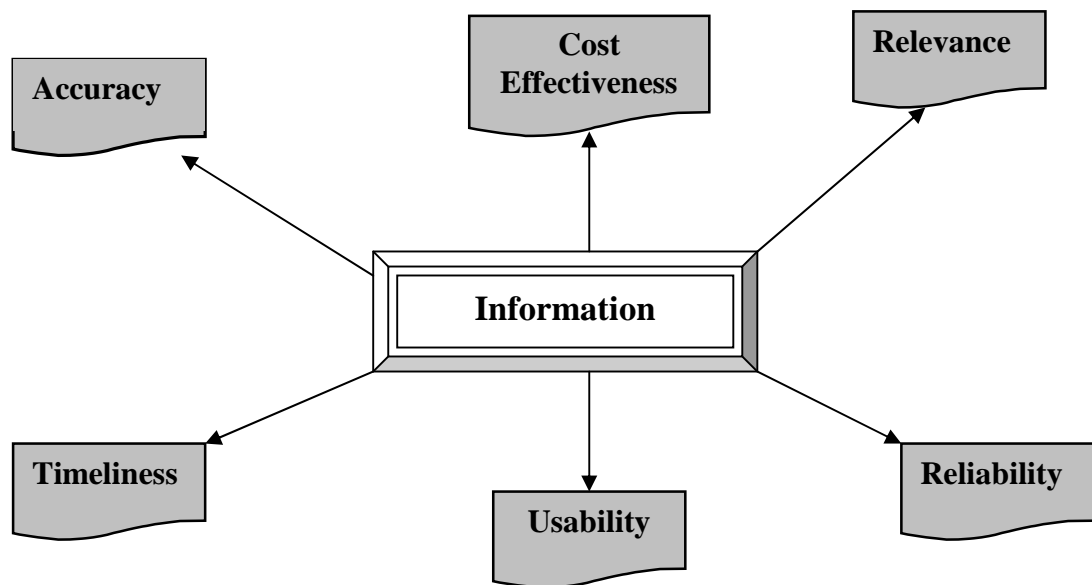 Cost
Effectiveness
Relevance
Accuracy
Information
Timeliness
Usability
Reliability